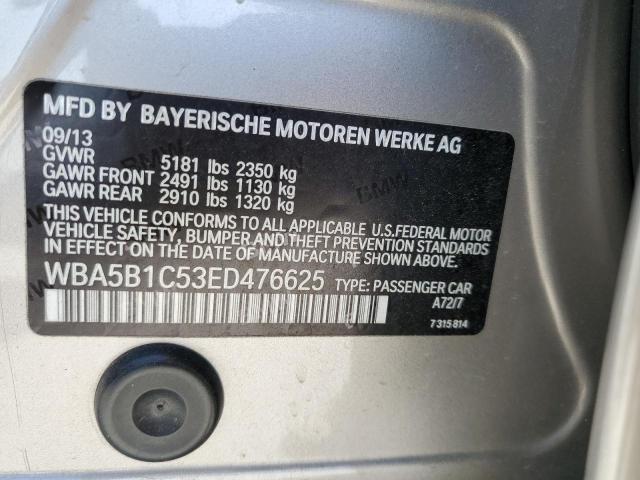 MFD BY BAYERISCHE MOTOREN WERKE AG
09/13
GVWR 5181 lbs 2350 kg
GAWR FRONT 2491 lbs 1130 kg
GAWR REAR 2910 lbs 1320 kg
THIS VEHICLE CONFORMS TO ALL APPLICABLE U.S.FEDERAL MOTOR
VEHICLE SAFETY, BUMPER AND THEFT PREVENTION STANDARDS
IN EFFECT ON THE DATE OF MANUFACTURE SHOWN ABOVE.
WBA5B1C53ED476625 TYPE: PASSENGER CAR
A72/7
7315814
BMW